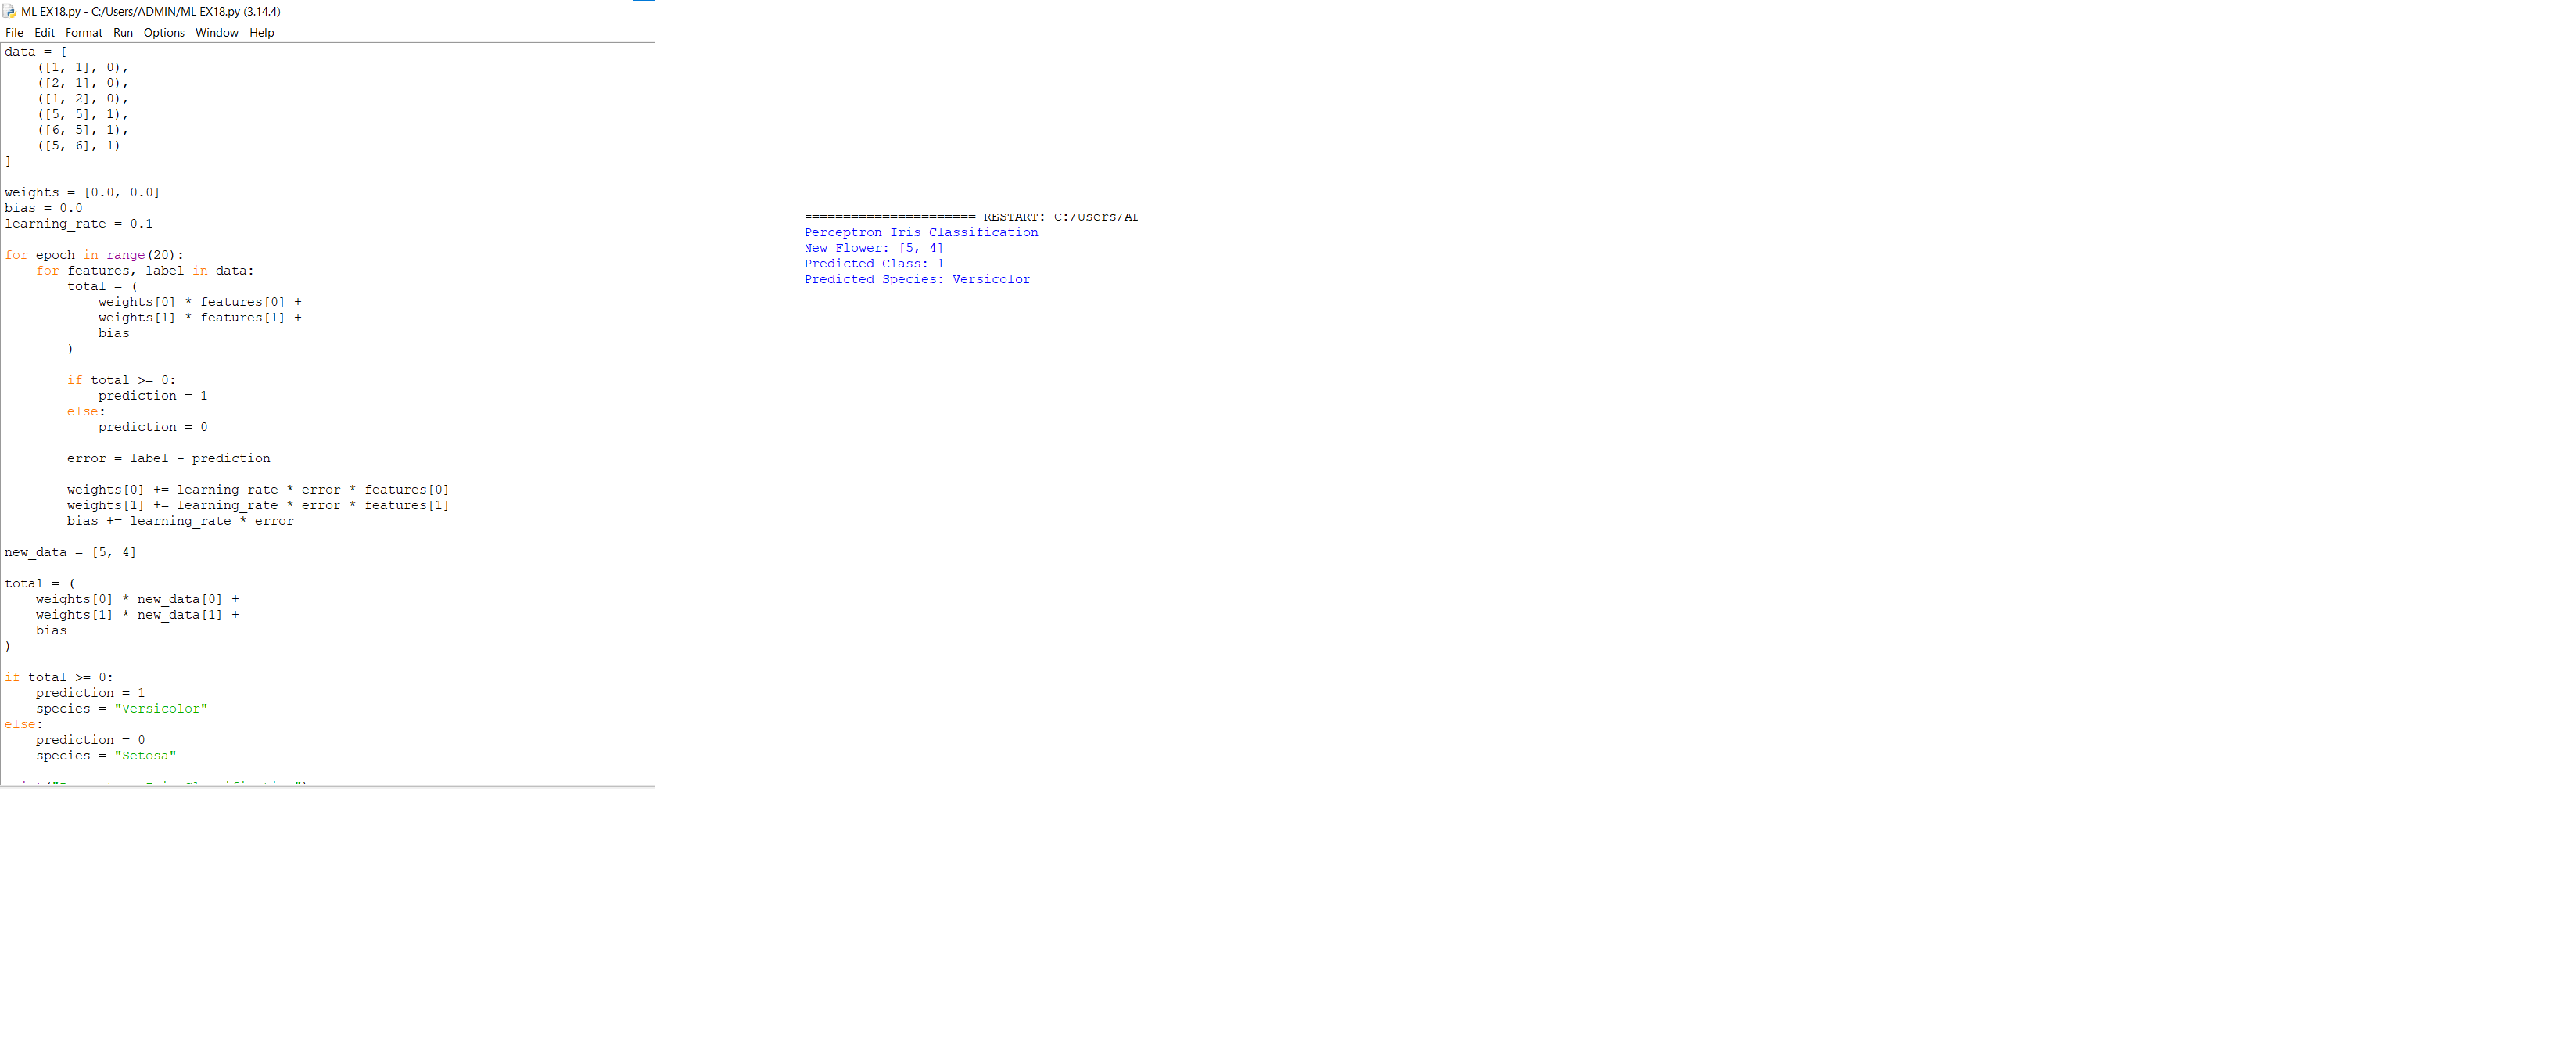 ML EX18.py - C:/Users/ADMIN/ML EX18.py (3.14.4)
File Edit Format Run Options Window Help
data = [
    ([1, 1], 0),
    ([2, 1], 0),
    ([1, 2], 0),
    ([5, 5], 1),
    ([6, 5], 1),
    ([5, 6], 1)
]

weights = [0.0, 0.0]
bias = 0.0
learning_rate = 0.1

for epoch in range(20):
    for features, label in data:
        total = (
            weights[0] * features[0] +
            weights[1] * features[1] +
            bias
        )

        if total >= 0:
            prediction = 1
        else:
            prediction = 0

        error = label - prediction

        weights[0] += learning_rate * error * features[0]
        weights[1] += learning_rate * error * features[1]
        bias += learning_rate * error

new_data = [5, 4]

total = (
    weights[0] * new_data[0] +
    weights[1] * new_data[1] +
    bias
)

if total >= 0:
    prediction = 1
    species = "Versicolor"
else:
    prediction = 0
    species = "Setosa"

====================== RESTART: C:/Users/AD
Perceptron Iris Classification
New Flower: [5, 4]
Predicted Class: 1
Predicted Species: Versicolor